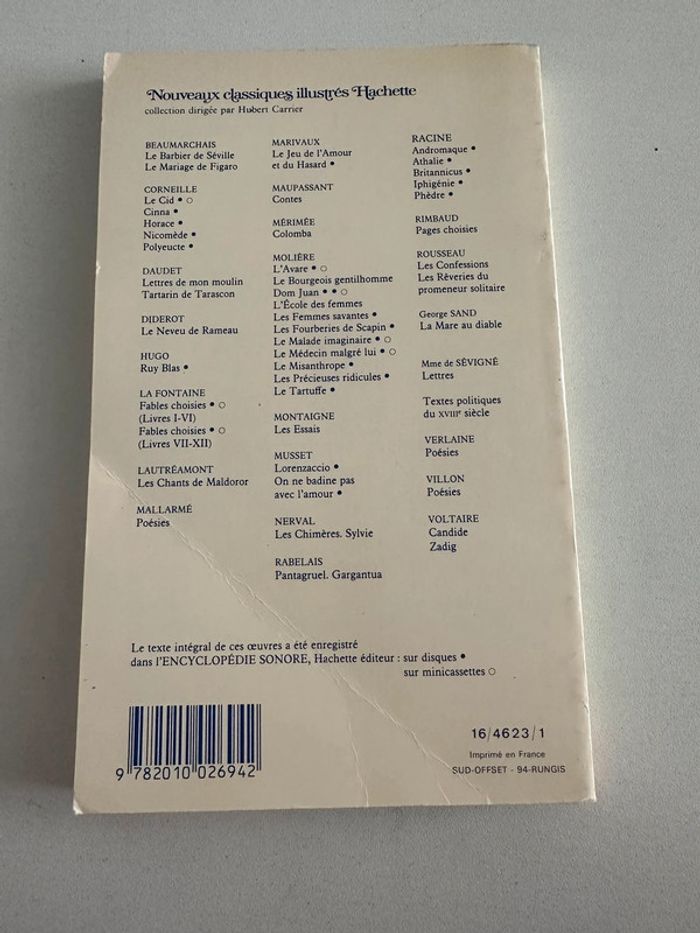 Nouveaux classiques illustrés Hachette
collection dirigée par Hubert Carrier
BEAUMARCHAIS
Le Barbier de Séville
Le Mariage de Figaro
CORNEILLE
Le Cid • ○
Cinna •
Horace •
Nicomède •
Polyeucte •
DAUDET
Lettres de mon moulin
Tartarin de Tarascon
DIDEROT
Le Neveu de Rameau
HUGO
Ruy Blas •
LA FONTAINE
Fables choisies • ○
(Livres I-VI)
Fables choisies • ○
(Livres VII-XII)
LAUTRÉAMONT
Les Chants de Maldoror
MALLARMÉ
Poésies
MARIVAUX
Le Jeu de l'Amour
et du Hasard •
MAUPASSANT
Contes
MÉRIMÉE
Colomba
MOLIÈRE
L'Avare • ○
Le Bourgeois gentilhomme
Dom Juan • • ○
L'École des femmes
Les Femmes savantes •
Les Fourberies de Scapin •
Le Malade imaginaire • ○
Le Médecin malgré lui • ○
Le Misanthrope •
Les Précieuses ridicules •
Le Tartuffe •
MONTAIGNE
Les Essais
MUSSET
Lorenzaccio •
On ne badine pas
avec l'amour •
NERVAL
Les Chimères. Sylvie
RABELAIS
Pantagruel. Gargantua
RACINE
Andromaque •
Athalie •
Britannicus •
Iphigénie •
Phèdre •
RIMBAUD
Pages choisies
ROUSSEAU
Les Confessions
Les Rêveries du
promeneur solitaire
George SAND
La Mare au diable
Mme de SÉVIGNÉ
Lettres
Textes politiques
du XVIIIe siècle
VERLAINE
Poésies
VILLON
Poésies
VOLTAIRE
Candide
Zadig
Le texte intégral de ces œuvres a été enregistré
dans l'ENCYCLOPÉDIE SONORE, Hachette éditeur : sur disques •
sur minicassettes ○
9 782010 026942
16/4623/1
Imprimé en France
SUD-OFFSET - 94-RUNGIS